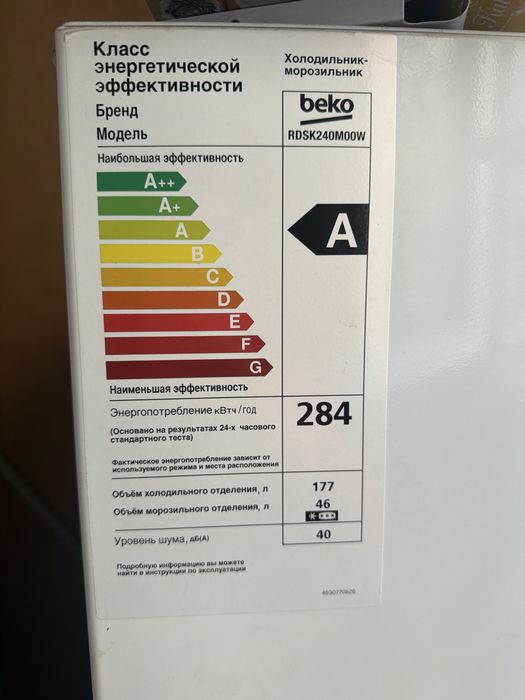 Класс
энергетической
эффективности
Холодильник-
морозильник
Бренд
beko
Модель
RDSK240M00W
Наибольшая эффективность
A++
A+
A
A
B
C
D
E
F
G
Наименьшая эффективность
Энергопотребление кВтч/год
284
(Основано на результатах 24-х часового
стандартного теста)
Фактическое энергопотребление зависит от
используемого режима и места расположения
Объём холодильного отделения, л
177
Объём морозильного отделения, л
46
Уровень шума, дБ(А)
40
Подробную информацию вы можете
найти в инструкции по эксплуатации